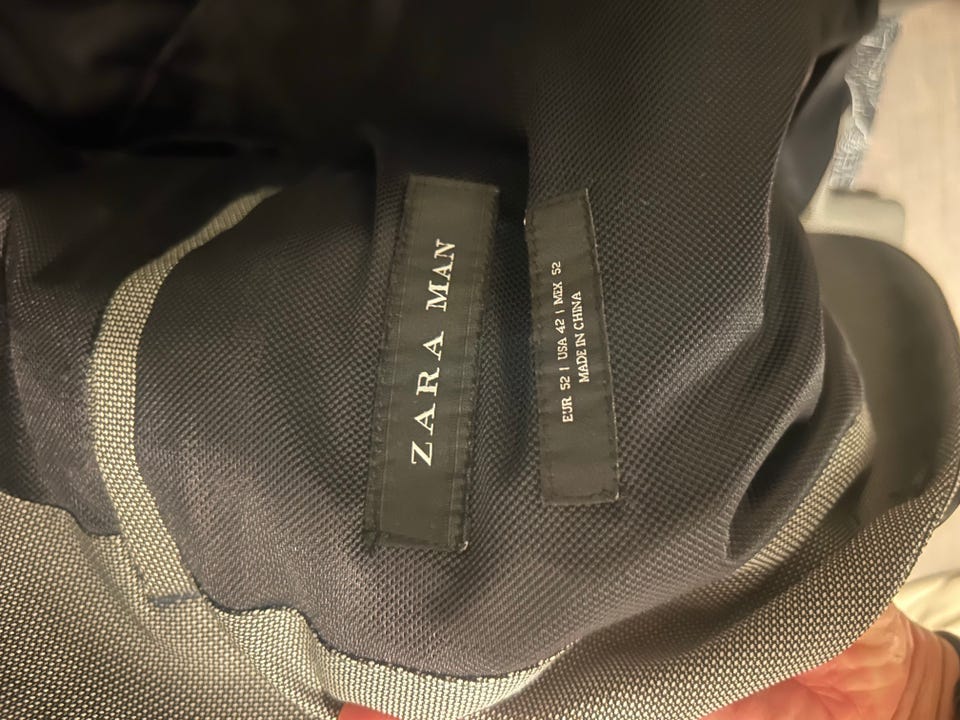 ZARA MAN
EUR 52 | USA 42 | MEX 52
MADE IN CHINA